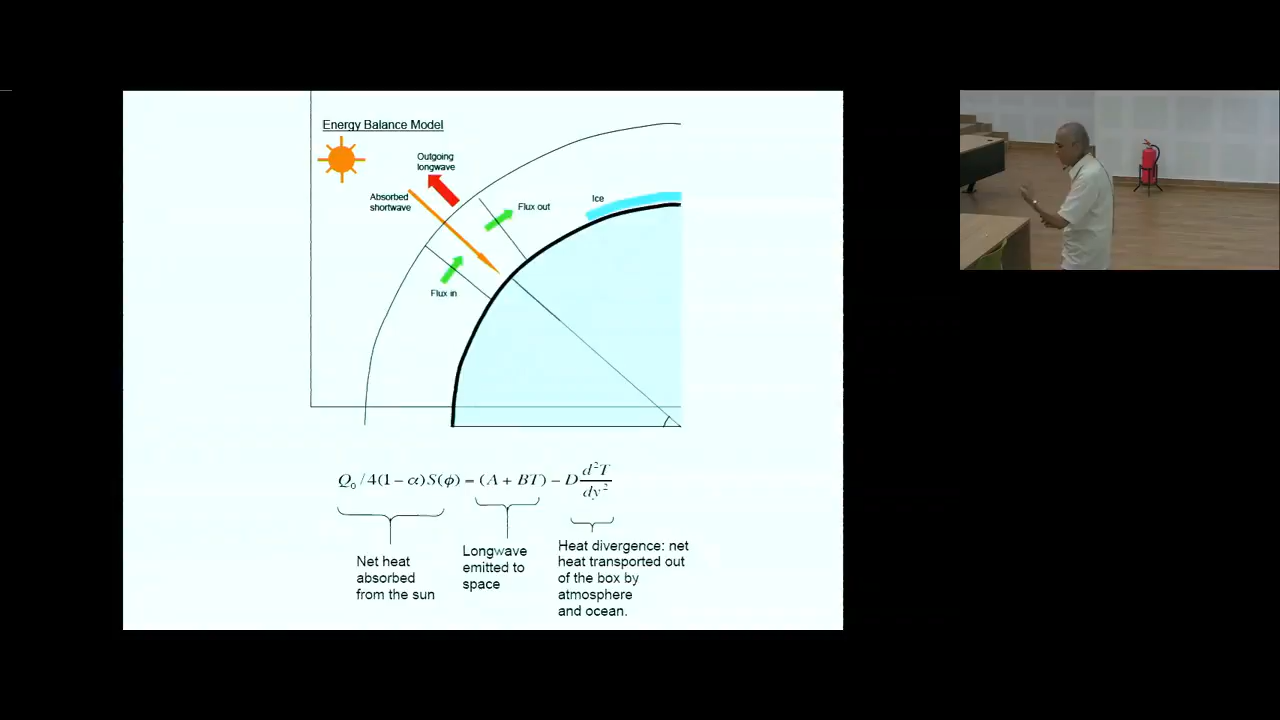 Energy Balance Model
Outgoing
longwave
Absorbed
shortwave
Flux out
Ice
Flux in
Q₀/4(1 − α)S(ϕ) = (A + BT) − D d²T/dy²
Net heat
absorbed
from the sun
Longwave
emitted to
space
Heat divergence: net
heat transported out
of the box by
atmosphere
and ocean.